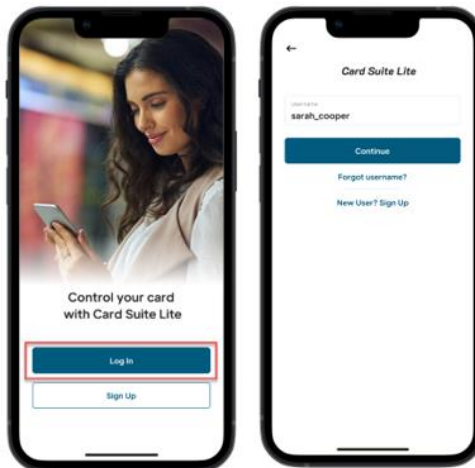 Control your card
with Card Suite Lite
Log In
Sign Up
←
Card Suite Lite
Username
sarah_cooper
Continue
Forgot username?
New User? Sign Up